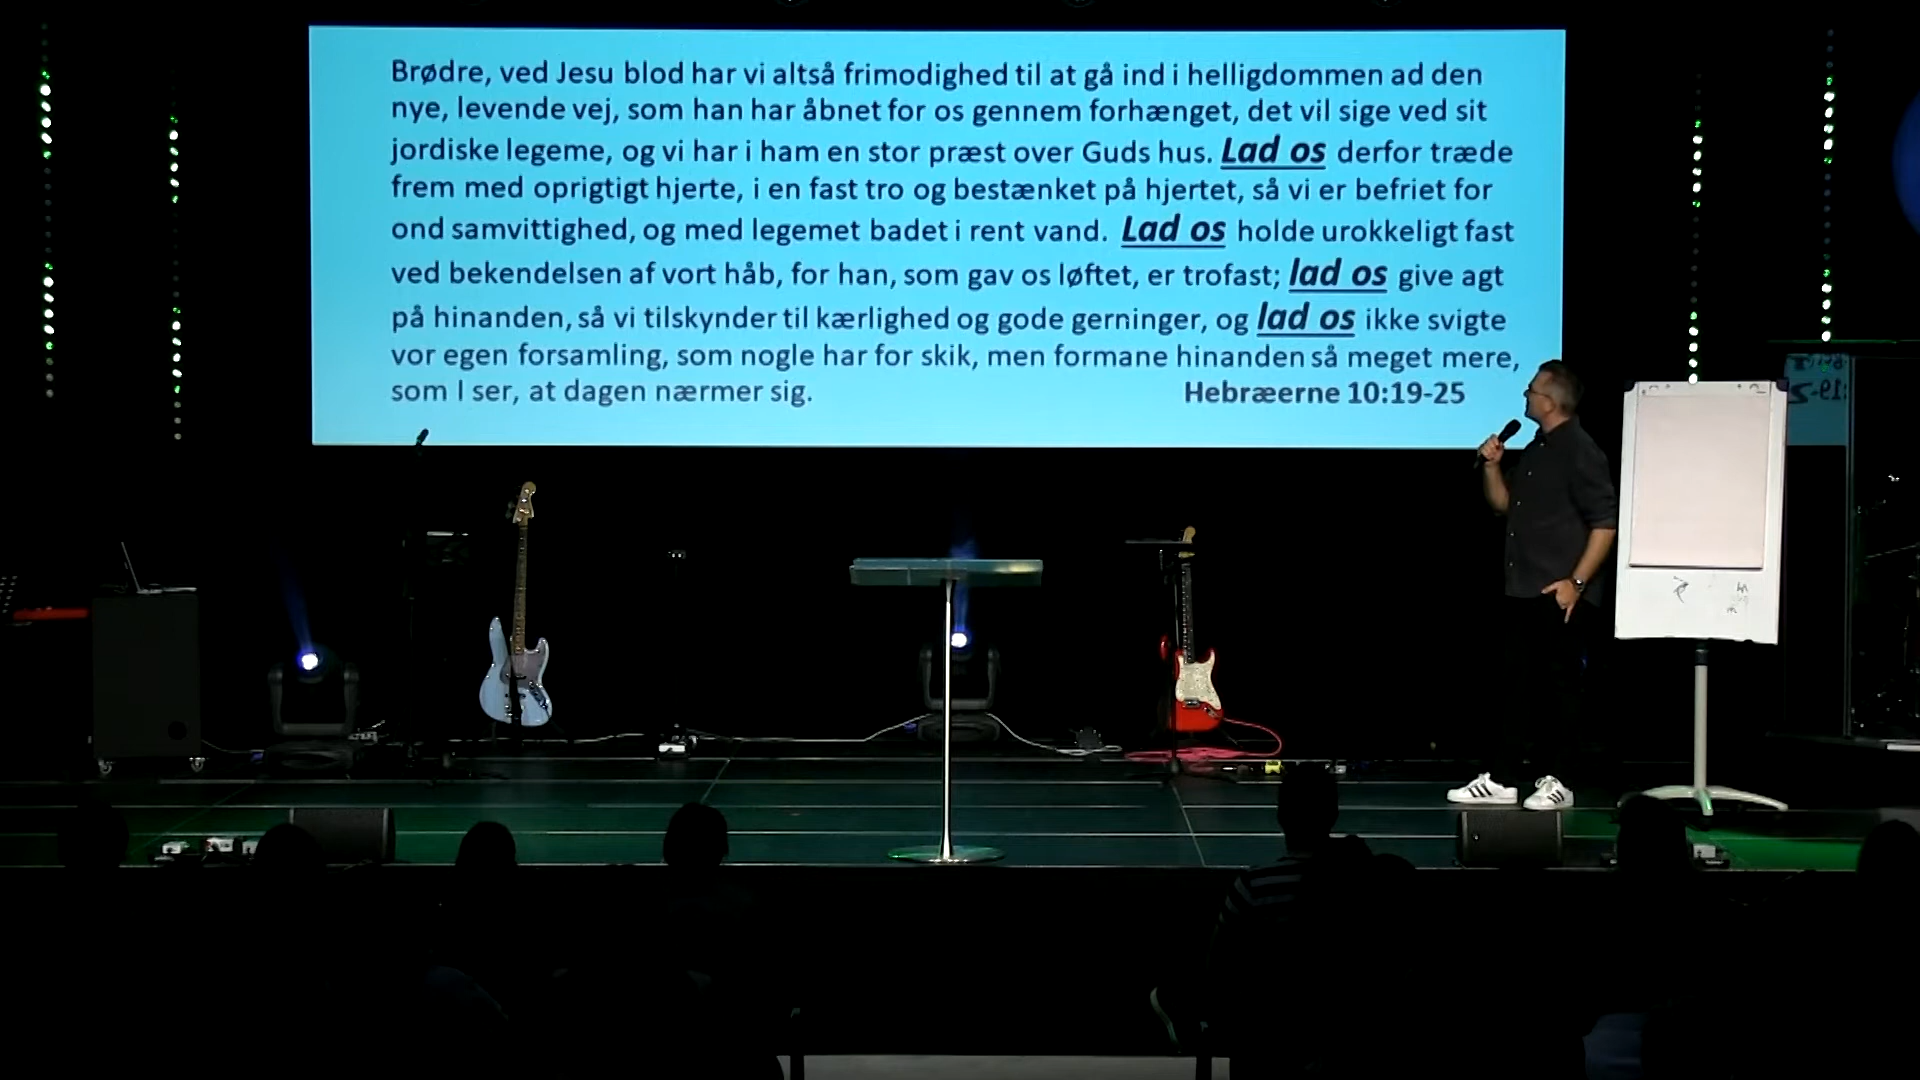 Brødre, ved Jesu blod har vi altså frimodighed til at gå ind i helligdommen ad den
nye, levende vej, som han har åbnet for os gennem forhænget, det vil sige ved sit
jordiske legeme, og vi har i ham en stor præst over Guds hus. Lad os derfor træde
frem med oprigtigt hjerte, i en fast tro og bestænket på hjertet, så vi er befriet for
ond samvittighed, og med legemet badet i rent vand. Lad os holde urokkeligt fast
ved bekendelsen af vort håb, for han, som gav os løftet, er trofast; lad os give agt
på hinanden, så vi tilskynder til kærlighed og gode gerninger, og lad os ikke svigte
vor egen forsamling, som nogle har for skik, men formane hinanden så meget mere,
som I ser, at dagen nærmer sig. Hebræerne 10:19-25